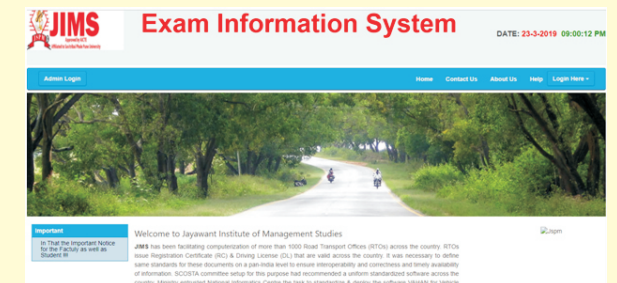 JIMS
Exam Information System
DATE: 23-3-2019 09:00:12 PM
Admin Login
Home Contact Us About Us Help Login Here
Important
In That the Important Notice
for the Faculy as well as
Student !!!
Welcome to Jayawant Institute of Management Studies
JIMS has been facilitating computerization of more than 1000 Road Transport Offices (RTOs) across the country. RTOs
issue Registration Certificate (RC) & Driving License (DL) that are valid across the country. It was necessary to define
same standards for these documents on a pan-India level to ensure interoperability and correctness and timely availability
of information. SCOSTA committee setup for this purpose had recommended a uniform standardized software across the